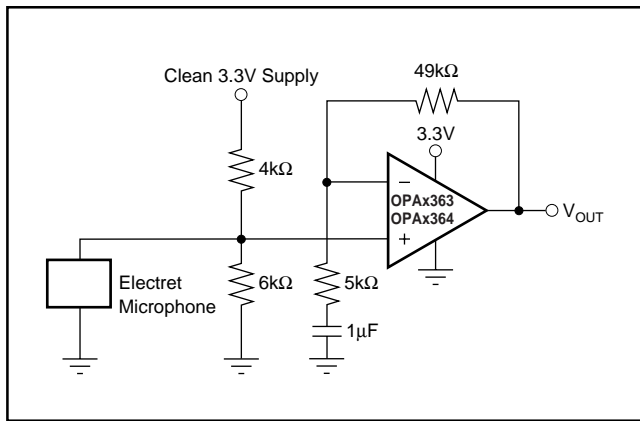 49kΩ
Clean 3.3V Supply
3.3V
4kΩ
−
OPAx363
OPAx364
V_OUT
+
Electret
Microphone
6kΩ
5kΩ
1µF